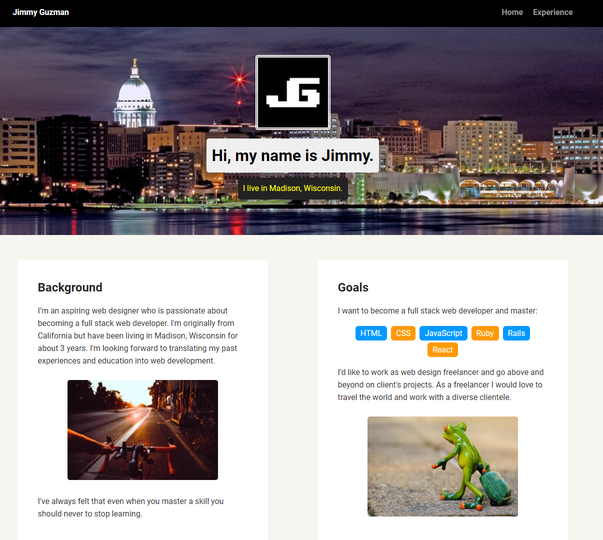 Jimmy Guzman
Home Experience
JG
Hi, my name is Jimmy.
I live in Madison, Wisconsin.
Background
I'm an aspiring web designer who is passionate about
becoming a full stack web developer. I'm originally from
California but have been living in Madison, Wisconsin for
about 3 years. I'm looking forward to translating my past
experiences and education into web development.
I've always felt that even when you master a skill you
should never to stop learning.
Goals
I want to become a full stack web developer and master:
HTML CSS JavaScript Ruby Rails
React
I'd like to work as web design freelancer and go above and
beyond on client's projects. As a freelancer I would love to
travel the world and work with a diverse clientele.